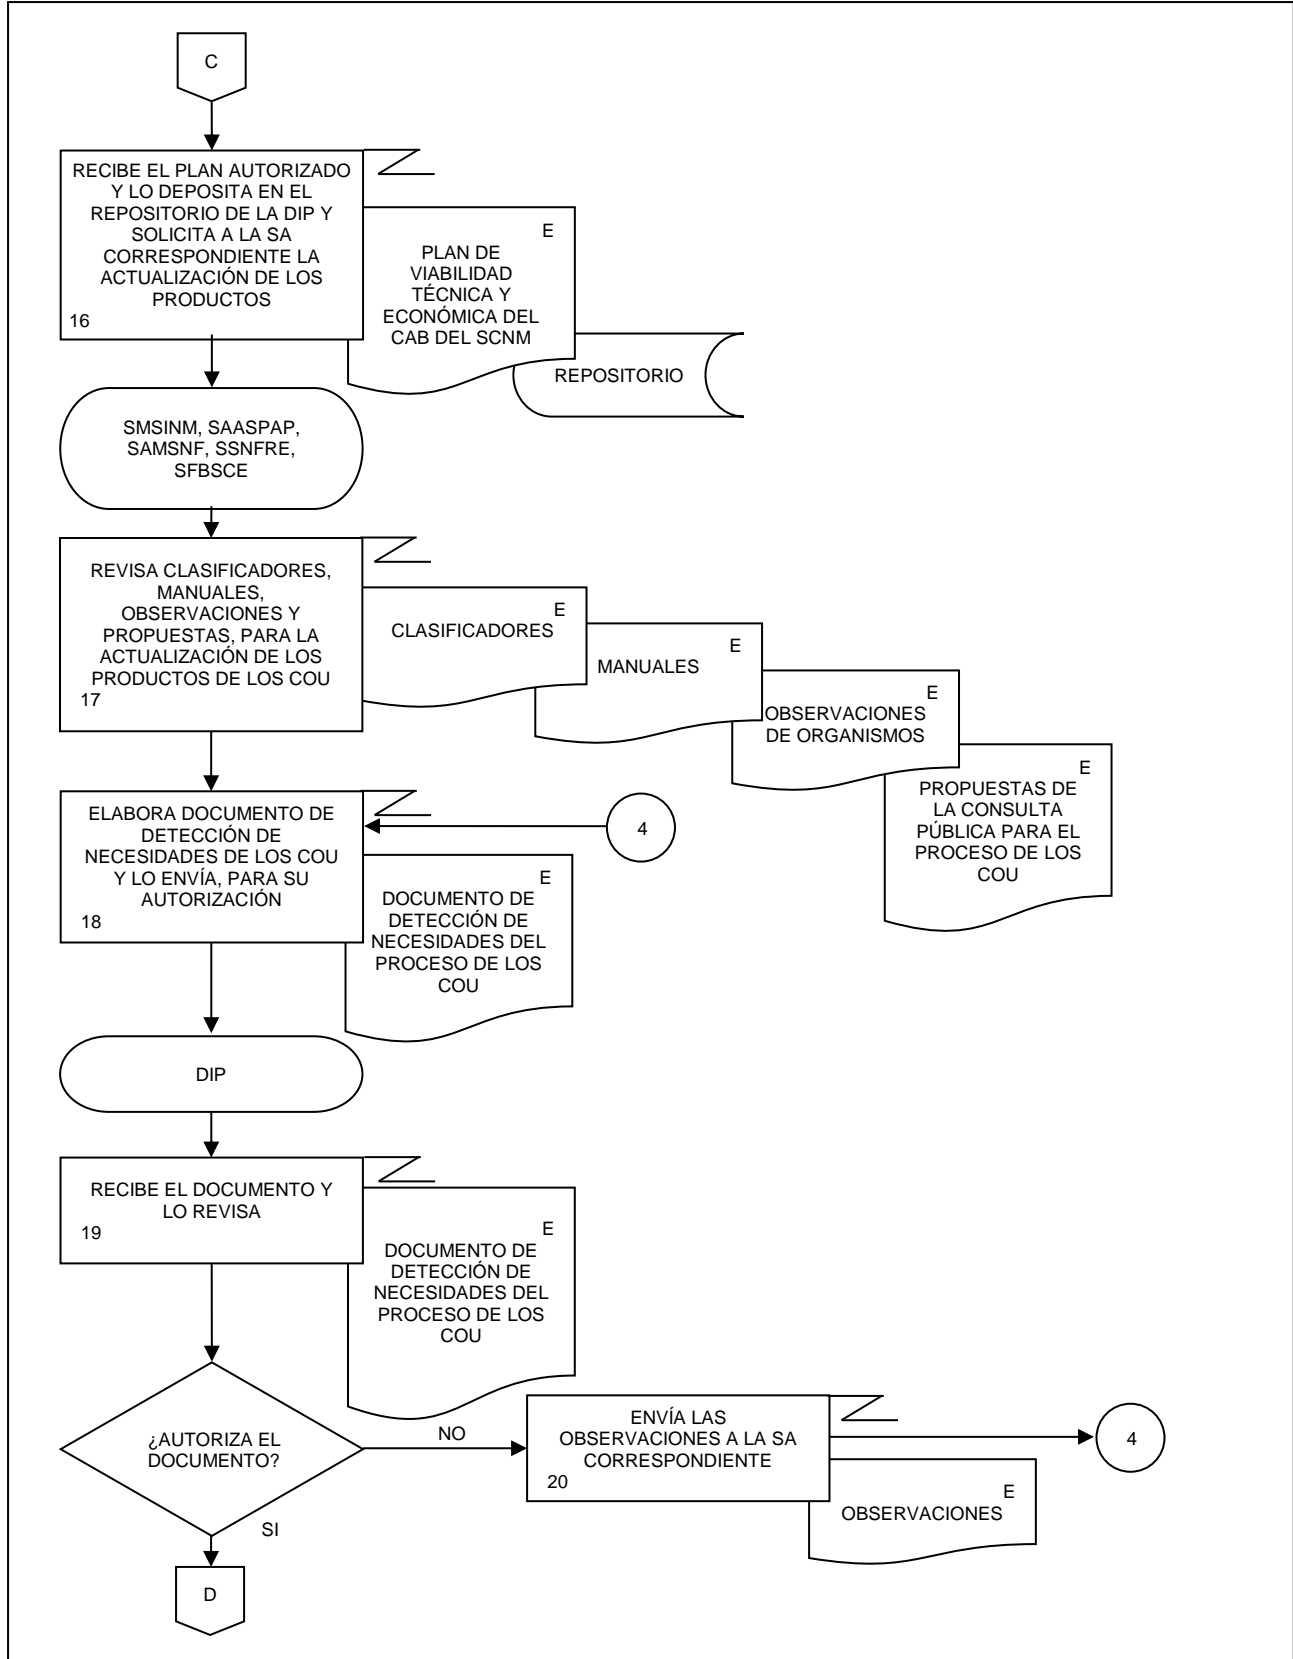 C
RECIBE EL PLAN AUTORIZADO
Y LO DEPOSITA EN EL
REPOSITORIO DE LA DIP Y
SOLICITA A LA SA
CORRESPONDIENTE LA
ACTUALIZACIÓN DE LOS
PRODUCTOS
16
E
PLAN DE
VIABILIDAD
TÉCNICA Y
ECONÓMICA DEL
CAB DEL SCNM
REPOSITORIO
SMSINM, SAASPAP,
SAMSNF, SSNFRE,
SFBSCE
REVISA CLASIFICADORES,
MANUALES,
OBSERVACIONES Y
PROPUESTAS, PARA LA
ACTUALIZACIÓN DE LOS
PRODUCTOS DE LOS COU
17
E
CLASIFICADORES
E
MANUALES
E
OBSERVACIONES
DE ORGANISMOS
E
PROPUESTAS DE
LA CONSULTA
PÚBLICA PARA EL
PROCESO DE LOS
COU
ELABORA DOCUMENTO DE
DETECCIÓN DE
NECESIDADES DE LOS COU
Y LO ENVÍA, PARA SU
AUTORIZACIÓN
18
4
E
DOCUMENTO DE
DETECCIÓN DE
NECESIDADES DEL
PROCESO DE LOS
COU
DIP
RECIBE EL DOCUMENTO Y
LO REVISA
19
E
DOCUMENTO DE
DETECCIÓN DE
NECESIDADES DEL
PROCESO DE LOS
COU
¿AUTORIZA EL
DOCUMENTO?
NO
ENVÍA LAS
OBSERVACIONES A LA SA
CORRESPONDIENTE
20
4
E
OBSERVACIONES
SI
D